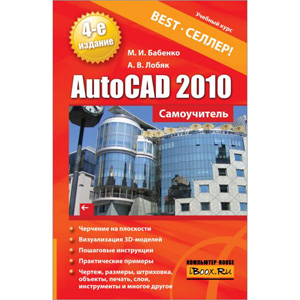 4-е
издание
Учебный курс
BEST • СЕЛЛЕР!
М. И. Бабенко
А. В. Лобяк
AutoCAD 2010
Самоучитель
• Черчение на плоскости
• Визуализация 3D-моделей
• Пошаговые инструкции
• Практические примеры
• Чертеж, размеры, штриховка,
объекты, печать, слои,
инструменты и многое другое
КОМПЬЮТЕР HOUSE
iBOOK.RU